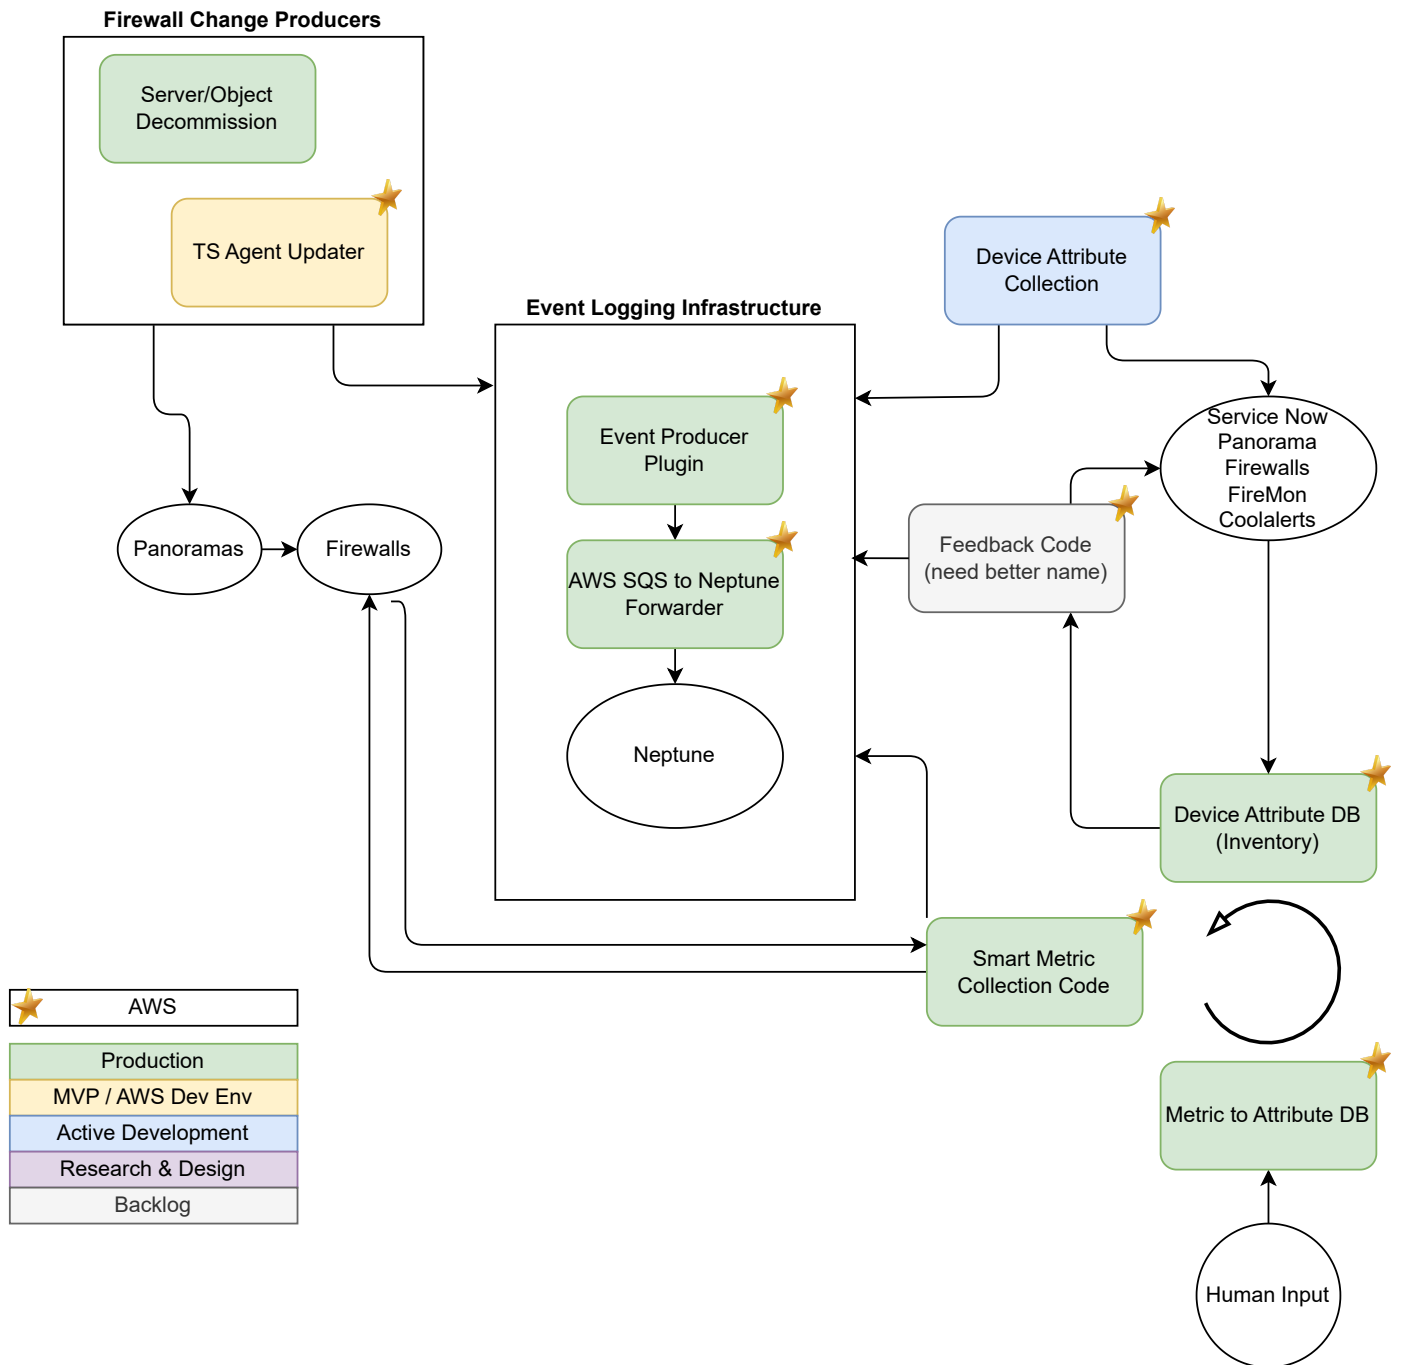 Firewall Change Producers
Server/Object
Decommission
TS Agent Updater
Device Attribute
Collection
Event Logging Infrastructure
Event Producer
Plugin
Service Now
Panorama
Firewalls
FireMon
Coolalerts
Panoramas
Firewalls
Feedback Code
(need better name)
AWS SQS to Neptune
Forwarder
Neptune
Device Attribute DB
(Inventory)
Smart Metric
Collection Code
AWS
Production
MVP / AWS Dev Env
Active Development
Research & Design
Backlog
Metric to Attribute DB
Human Input